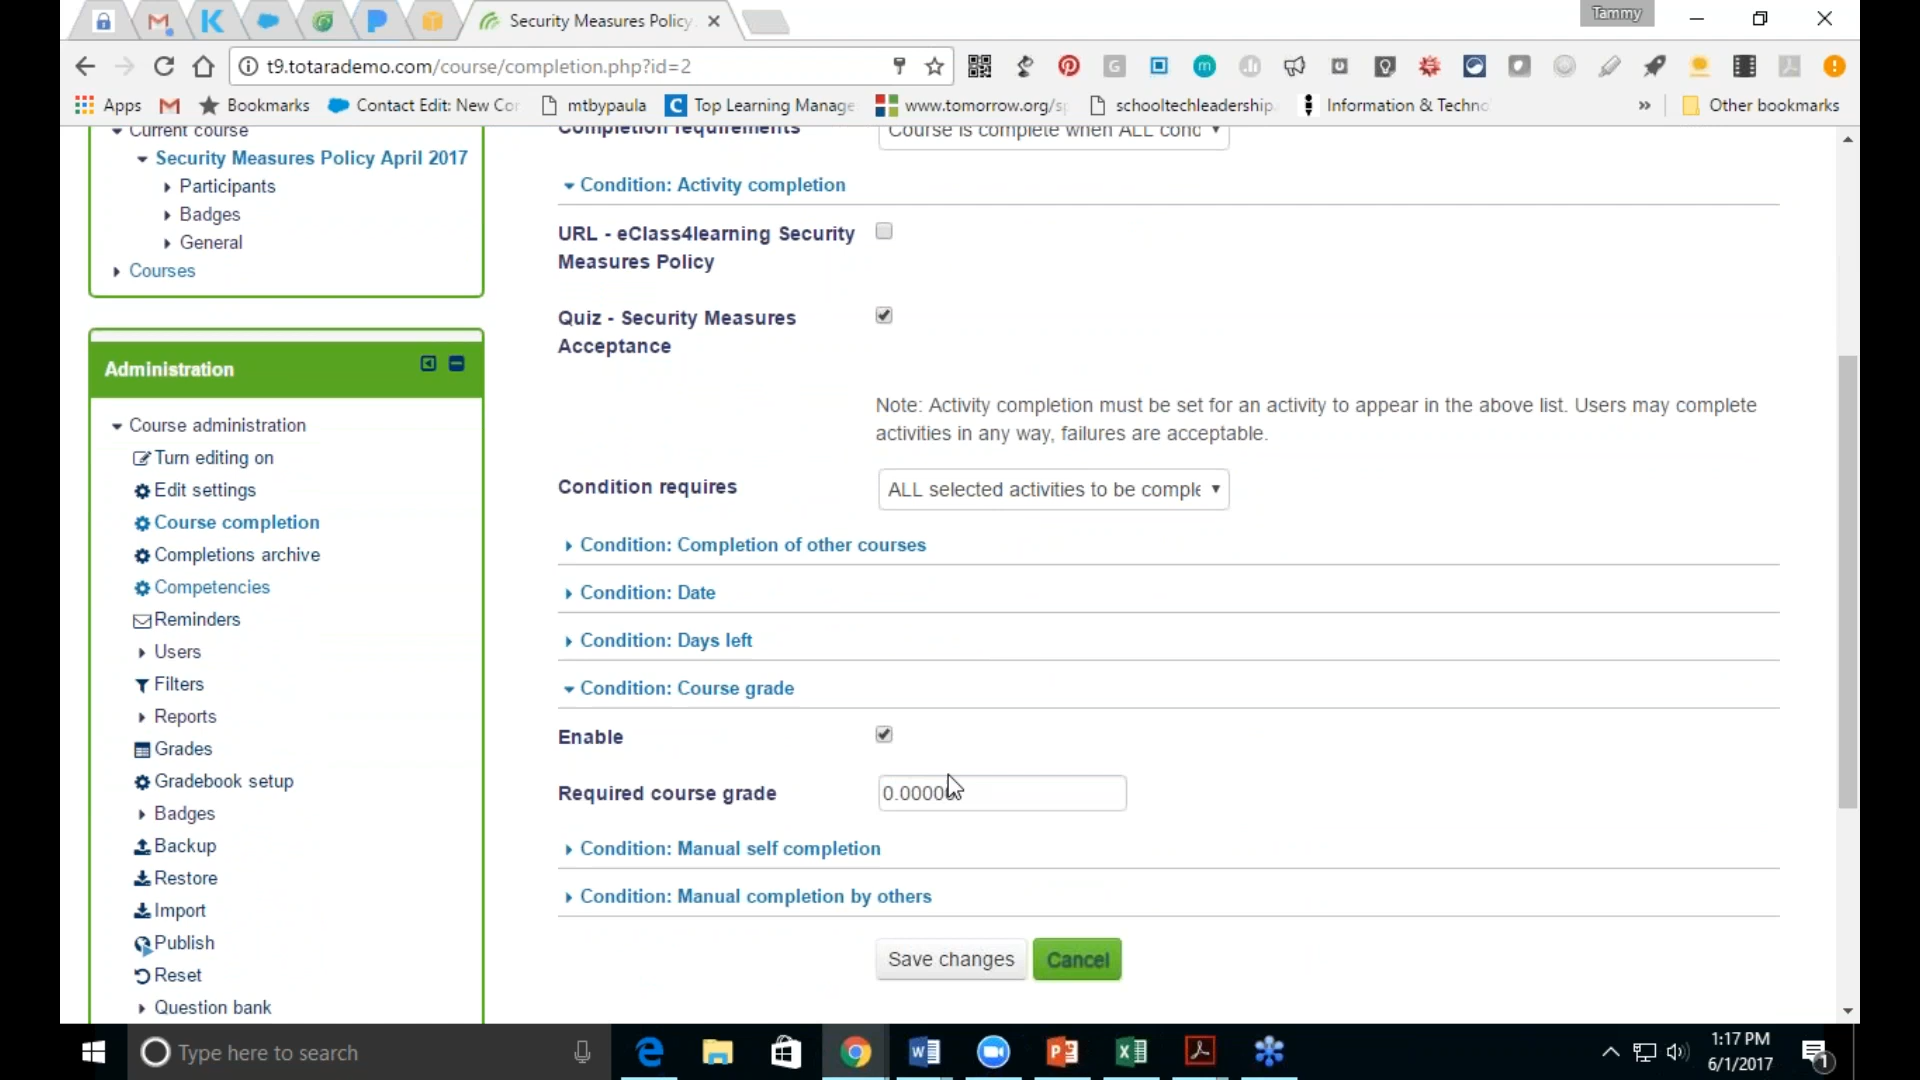 Security Measures Policy
Tammy
t9.totarademo.com/course/completion.php?id=2
Apps
Bookmarks
Contact Edit: New Cor
mtbypaula
Top Learning Manage
www.tomorrow.org/sp
schooltechleadership.
Information & Techno
»
Other bookmarks
Current course
Security Measures Policy April 2017
Participants
Badges
General
Courses
Administration
Course administration
Turn editing on
Edit settings
Course completion
Completions archive
Competencies
Reminders
Users
Filters
Reports
Grades
Gradebook setup
Badges
Backup
Restore
Import
Publish
Reset
Question bank
Completion requirements
Course is complete when ALL conc
Condition: Activity completion
URL - eClass4learning Security
Measures Policy
Quiz - Security Measures
Acceptance
Note: Activity completion must be set for an activity to appear in the above list. Users may complete
activities in any way, failures are acceptable.
Condition requires
ALL selected activities to be comple
Condition: Completion of other courses
Condition: Date
Condition: Days left
Condition: Course grade
Enable
Required course grade
Condition: Manual self completion
Condition: Manual completion by others
Save changes
Cancel
Type here to search
1:17 PM
6/1/2017
1